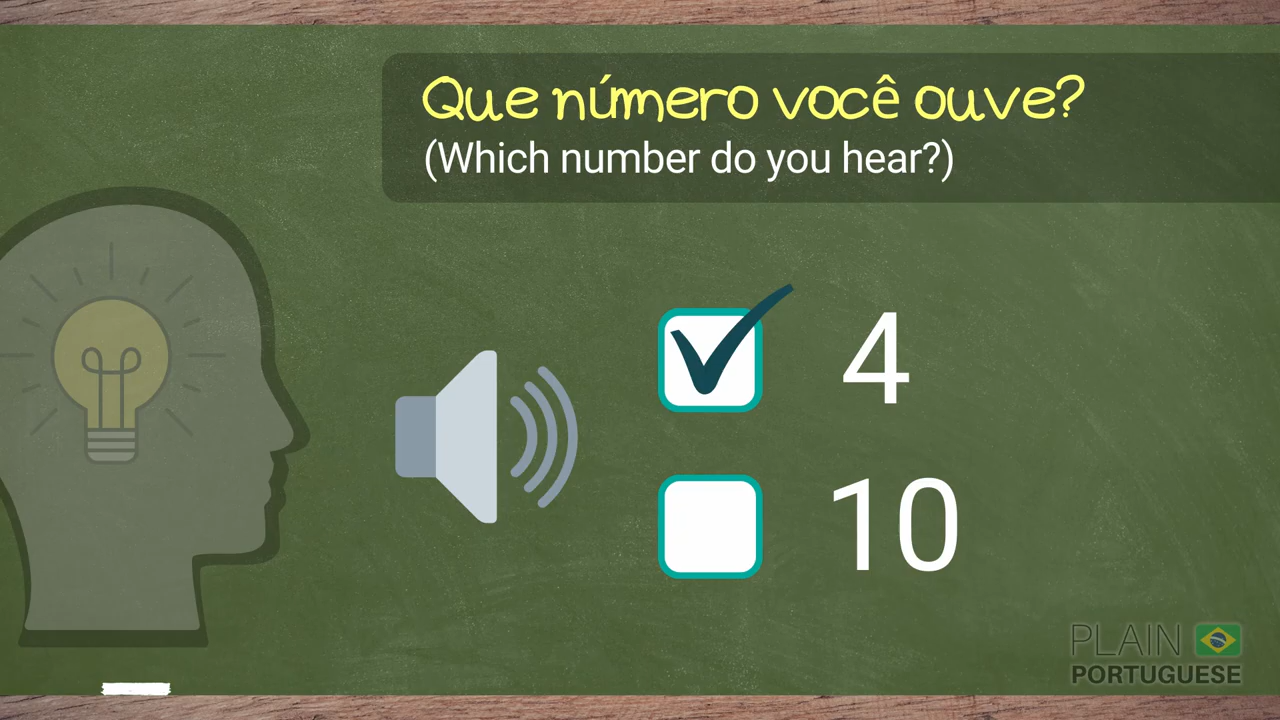 Que número você ouve?
(Which number do you hear?)
4
10
PLAIN
PORTUGUESE